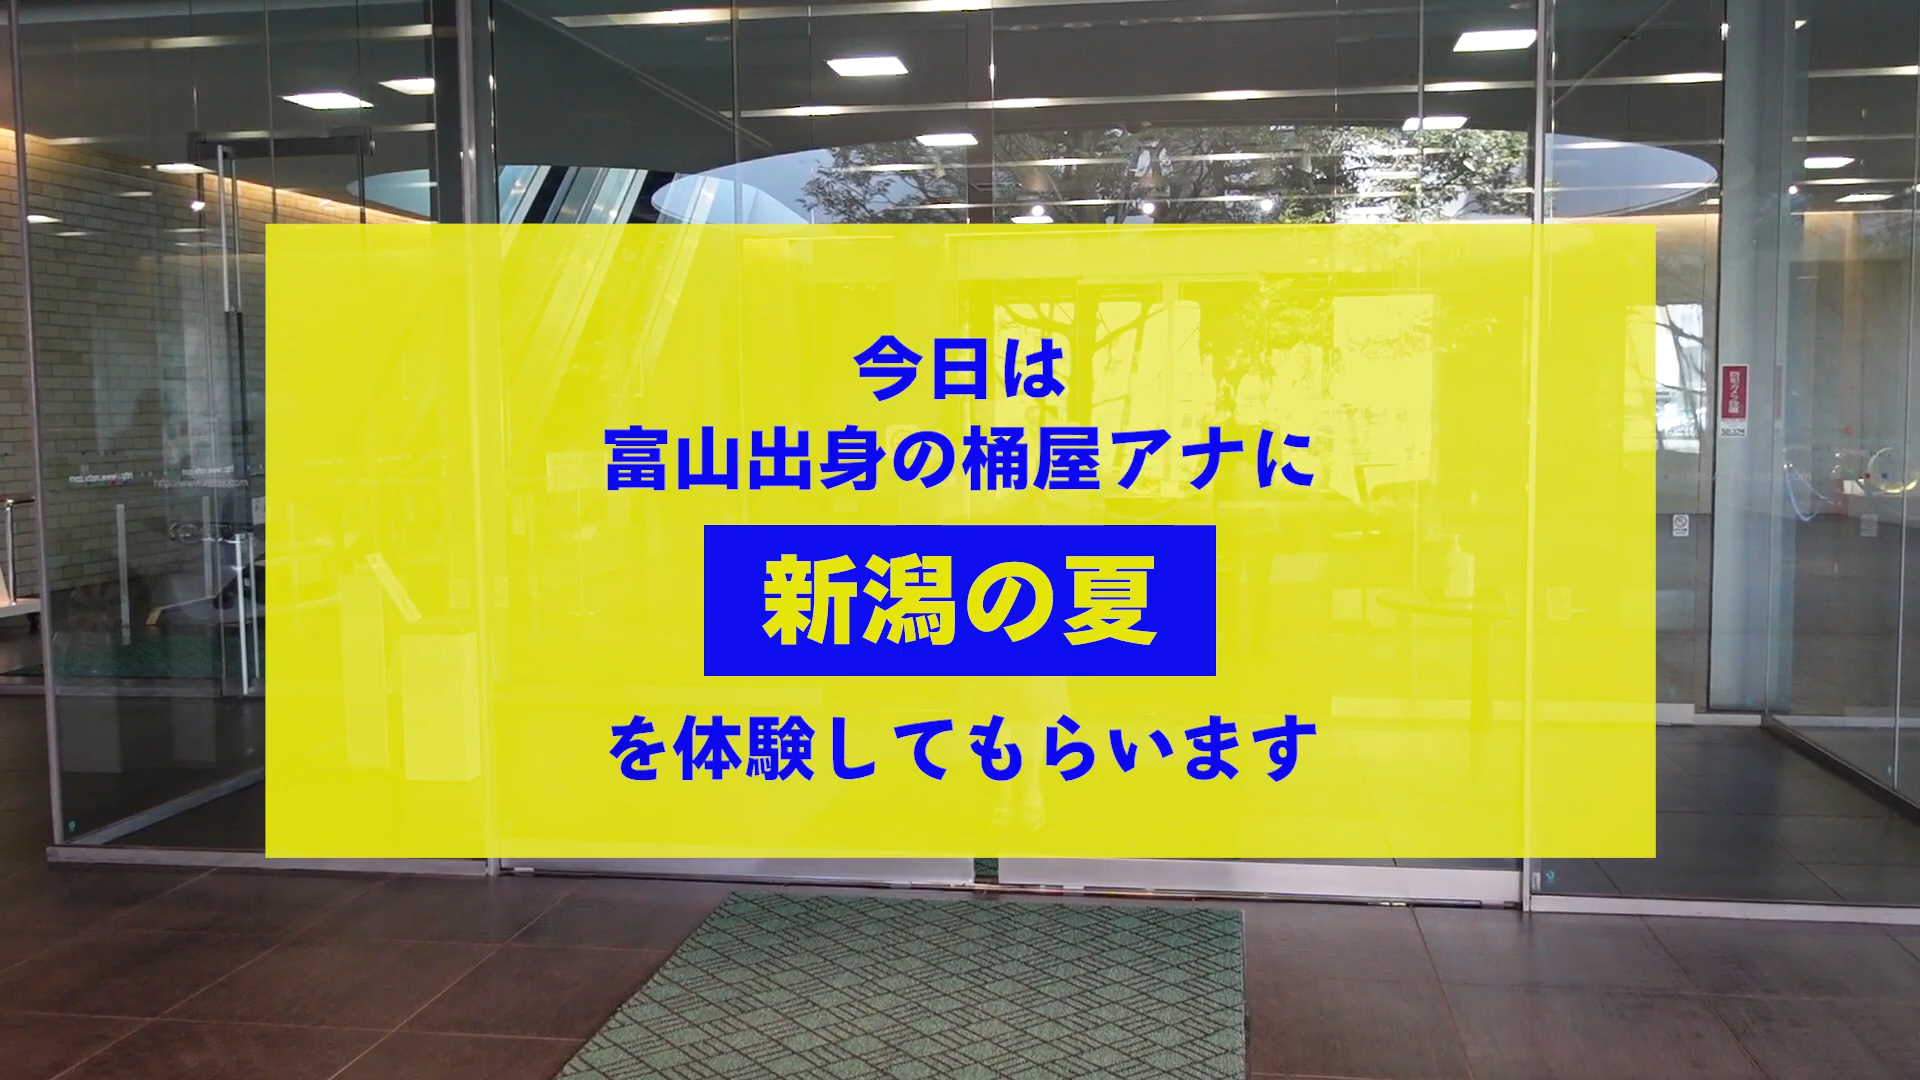 今日は
富山出身の桶屋アナに
新潟の夏
を体験してもらいます